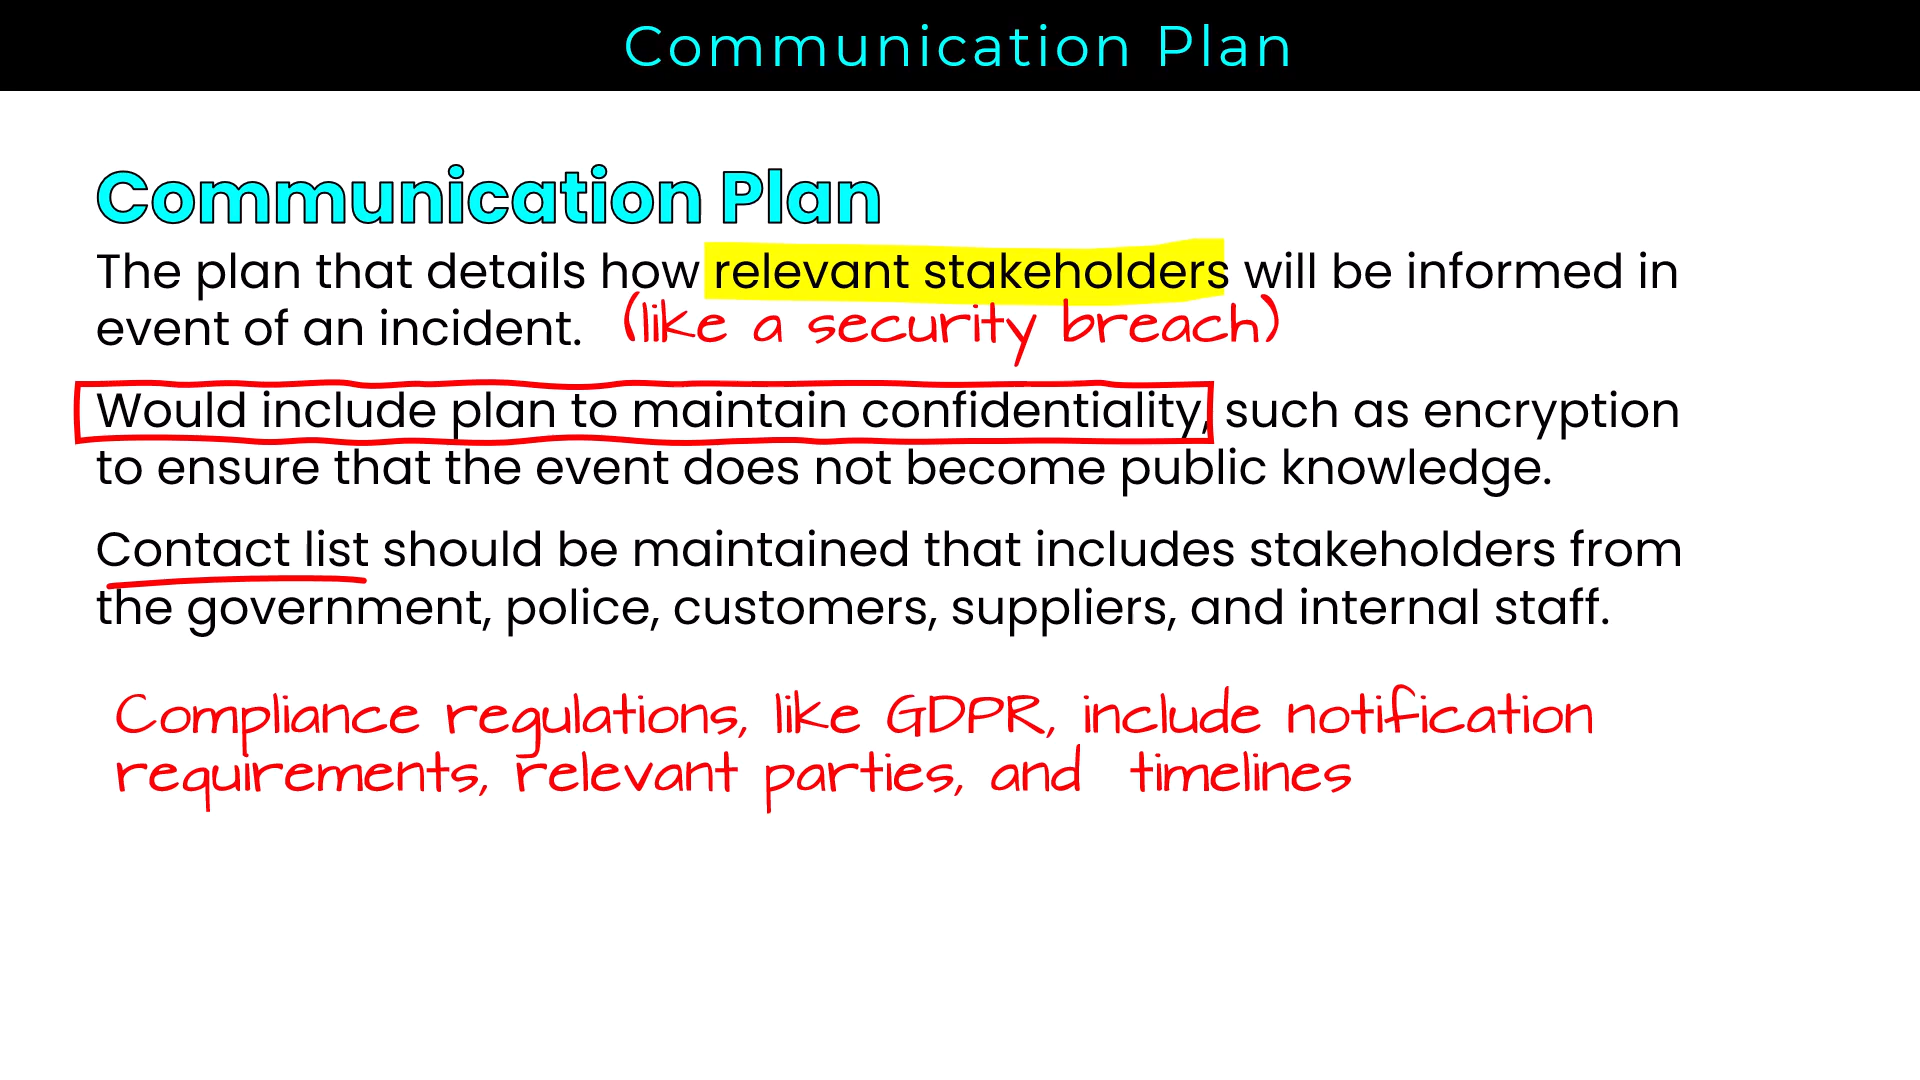 Communication Plan
Communication Plan
The plan that details how relevant stakeholders will be informed in
event of an incident. (like a security breach)
Would include plan to maintain confidentiality, such as encryption
to ensure that the event does not become public knowledge.
Contact list should be maintained that includes stakeholders from
the government, police, customers, suppliers, and internal staff.
Compliance regulations, like GDPR, include notification
requirements, relevant parties, and timelines